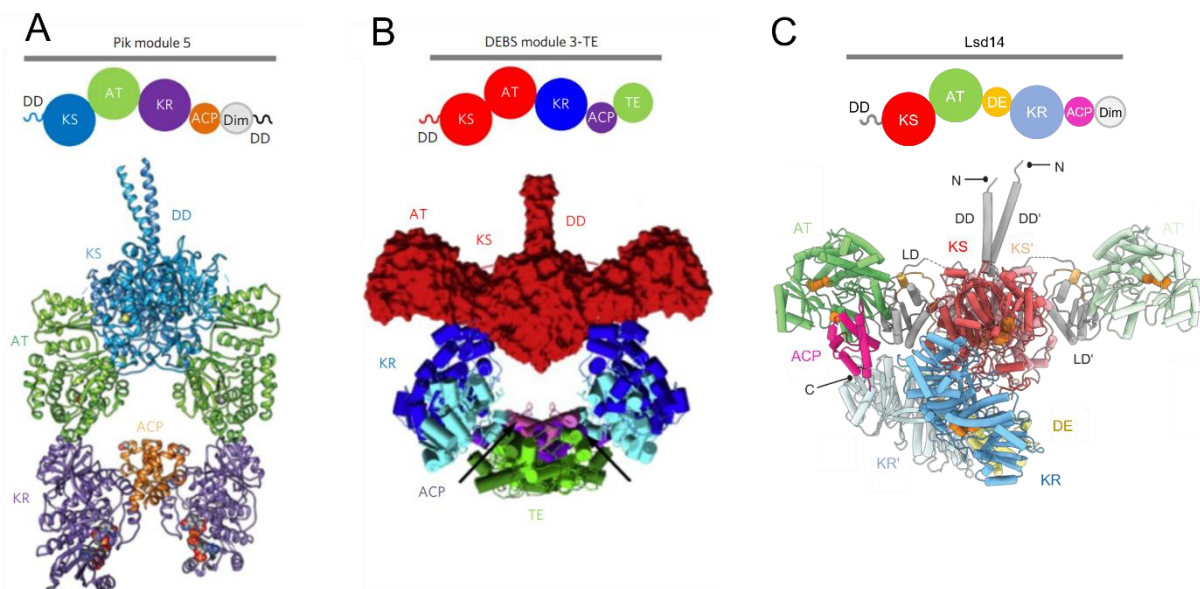 A
Pik module 5
DD
KS
AT
KR
ACP
Dim
DD
DD
KS
AT
ACP
KR
B
DEBS module 3-TE
DD
KS
AT
KR
ACP
TE
AT
KS
DD
KR
ACP
TE
C
Lsd14
DD
KS
AT
DE
KR
ACP
Dim
N
N
DD
DD'
AT
KS
KS'
AT'
LD
LD'
ACP
C
DE
KR'
KR